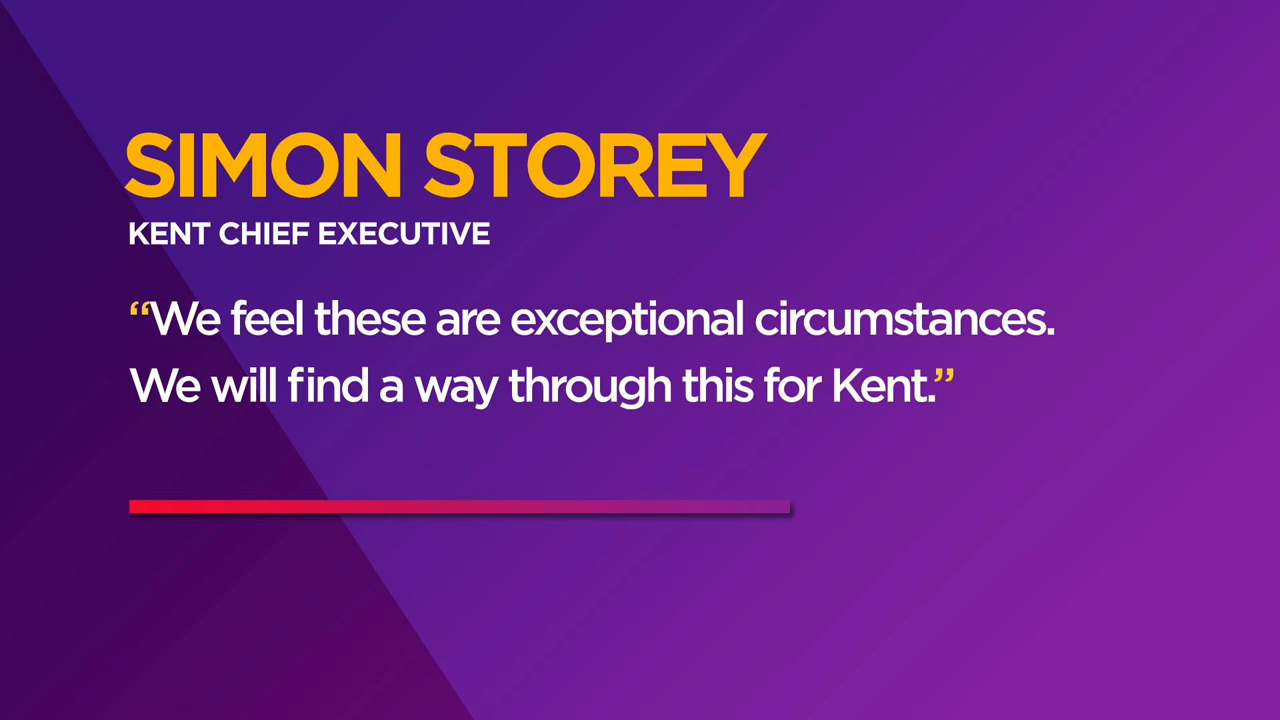 SIMON STOREY
KENT CHIEF EXECUTIVE
“We feel these are exceptional circumstances.
We will find a way through this for Kent.”